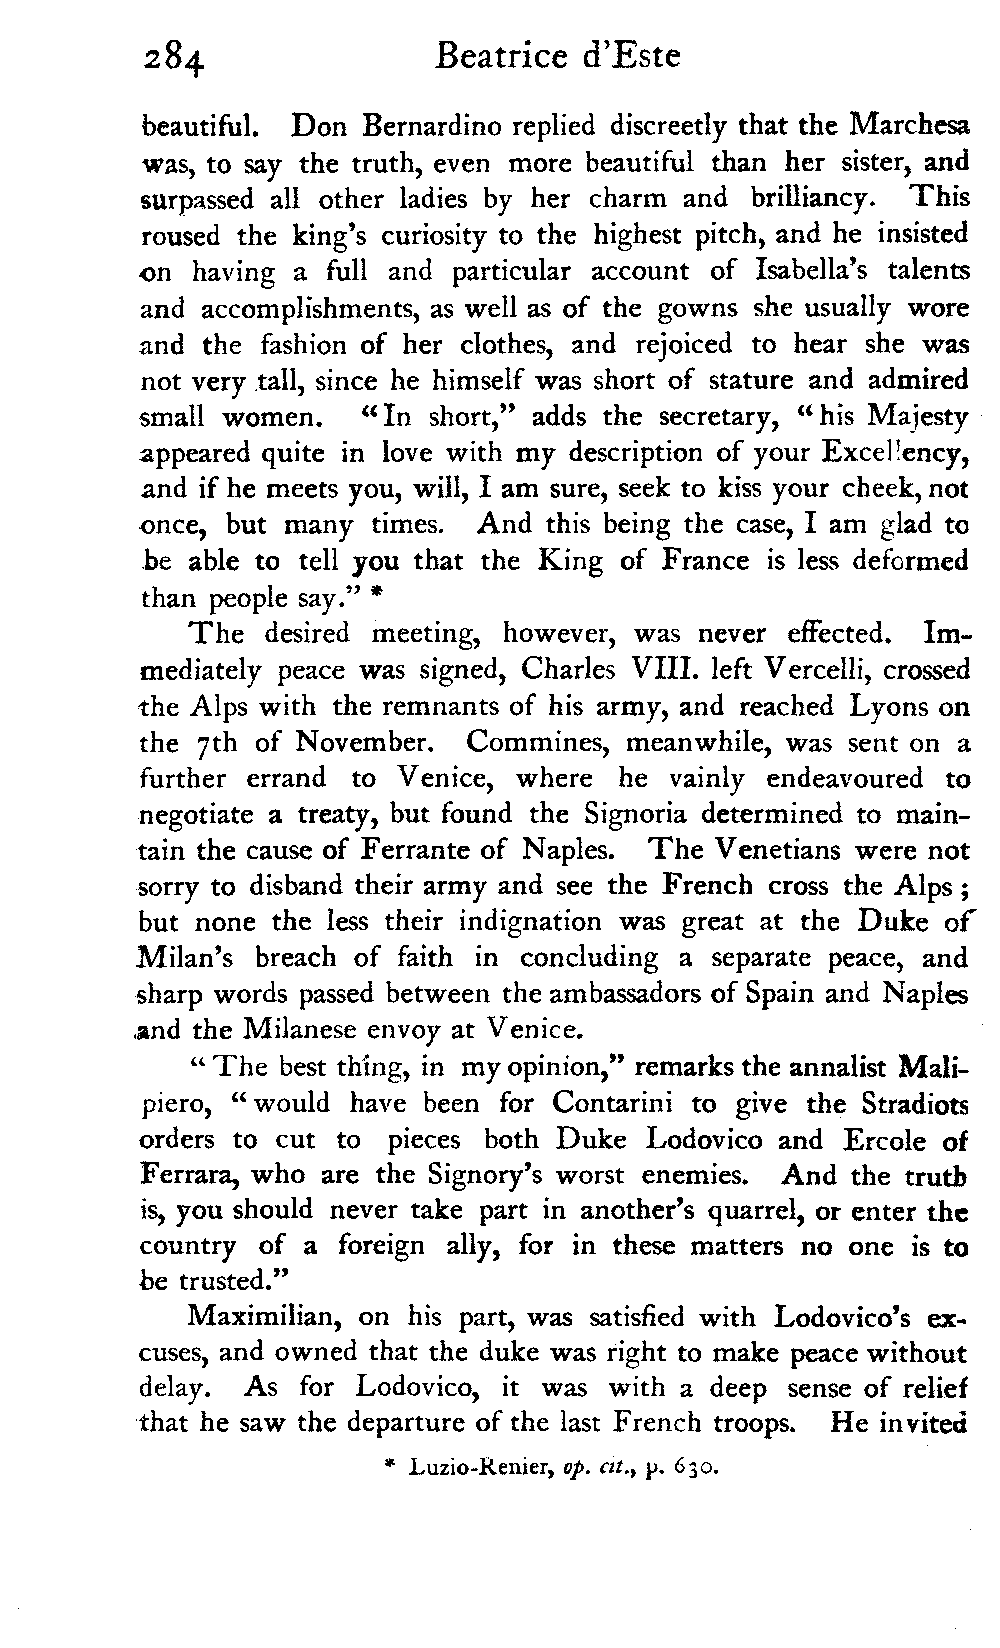 284 Beatrice d'Este
beautiful. Don Bernardino replied discreetly that the Marchesa
was, to say the truth, even more beautiful than her sister, and
surpassed all other ladies by her charm and brilliancy. This
roused the king's curiosity to the highest pitch, and he insisted
on having a full and particular account of Isabella's talents
and accomplishments, as well as of the gowns she usually wore
and the fashion of her clothes, and rejoiced to hear she was
not very tall, since he himself was short of stature and admired
small women. "In short," adds the secretary, "his Majesty
appeared quite in love with my description of your Excellency,
and if he meets you, will, I am sure, seek to kiss your cheek, not
once, but many times. And this being the case, I am glad to
be able to tell you that the King of France is less deformed
than people say." *
The desired meeting, however, was never effected. Im-
mediately peace was signed, Charles VIII. left Vercelli, crossed
the Alps with the remnants of his army, and reached Lyons on
the 7th of November. Commines, meanwhile, was sent on a
further errand to Venice, where he vainly endeavoured to
negotiate a treaty, but found the Signoria determined to main-
tain the cause of Ferrante of Naples. The Venetians were not
sorry to disband their army and see the French cross the Alps ;
but none the less their indignation was great at the Duke of
Milan's breach of faith in concluding a separate peace, and
sharp words passed between the ambassadors of Spain and Naples
and the Milanese envoy at Venice.
"The best thing, in my opinion," remarks the annalist Mali-
piero, "would have been for Contarini to give the Stradiots
orders to cut to pieces both Duke Lodovico and Ercole of
Ferrara, who are the Signory's worst enemies. And the truth
is, you should never take part in another's quarrel, or enter the
country of a foreign ally, for in these matters no one is to
be trusted."
Maximilian, on his part, was satisfied with Lodovico's ex-
cuses, and owned that the duke was right to make peace without
delay. As for Lodovico, it was with a deep sense of relief
that he saw the departure of the last French troops. He invited
* Luzio-Renier, op. cit., p. 630.